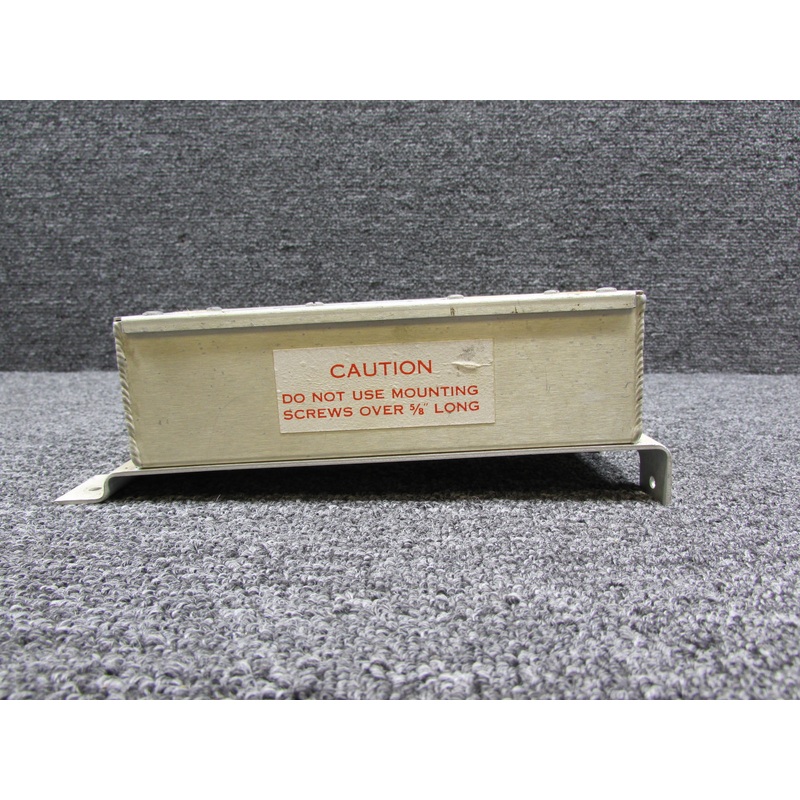 CAUTION
DO NOT USE MOUNTING
SCREWS OVER 5/8" LONG